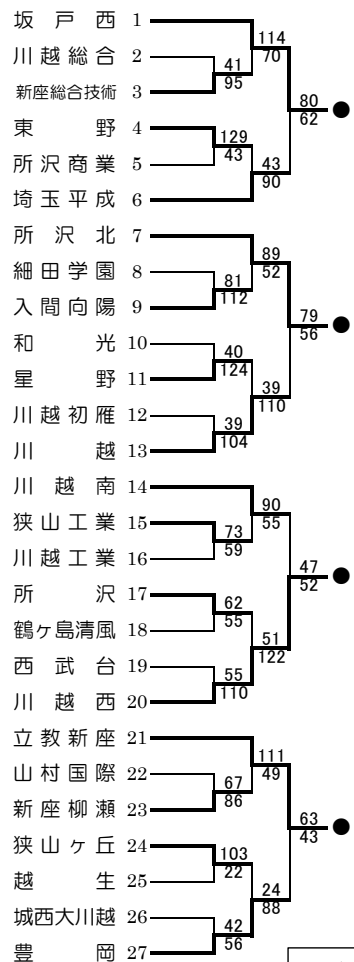 坂戸西 1
114
70
川越総合 2
41
95
新座総合技術 3
80
62
東野 4
129
43
所沢商業 5
43
90
埼玉平成 6
所沢北 7
89
52
細田学園 8
81
112
入間向陽 9
79
56
和光 10
40
124
星野 11
39
110
川越初雁 12
39
104
川越 13
川越南 14
90
55
狭山工業 15
73
59
川越工業 16
47
52
所沢 17
62
55
鶴ヶ島清風 18
51
122
西武台 19
55
110
川越西 20
立教新座 21
111
49
山村国際 22
67
86
新座柳瀬 23
63
43
狭山ヶ丘 24
103
22
越生 25
24
88
城西大川越 26
42
56
豊岡 27